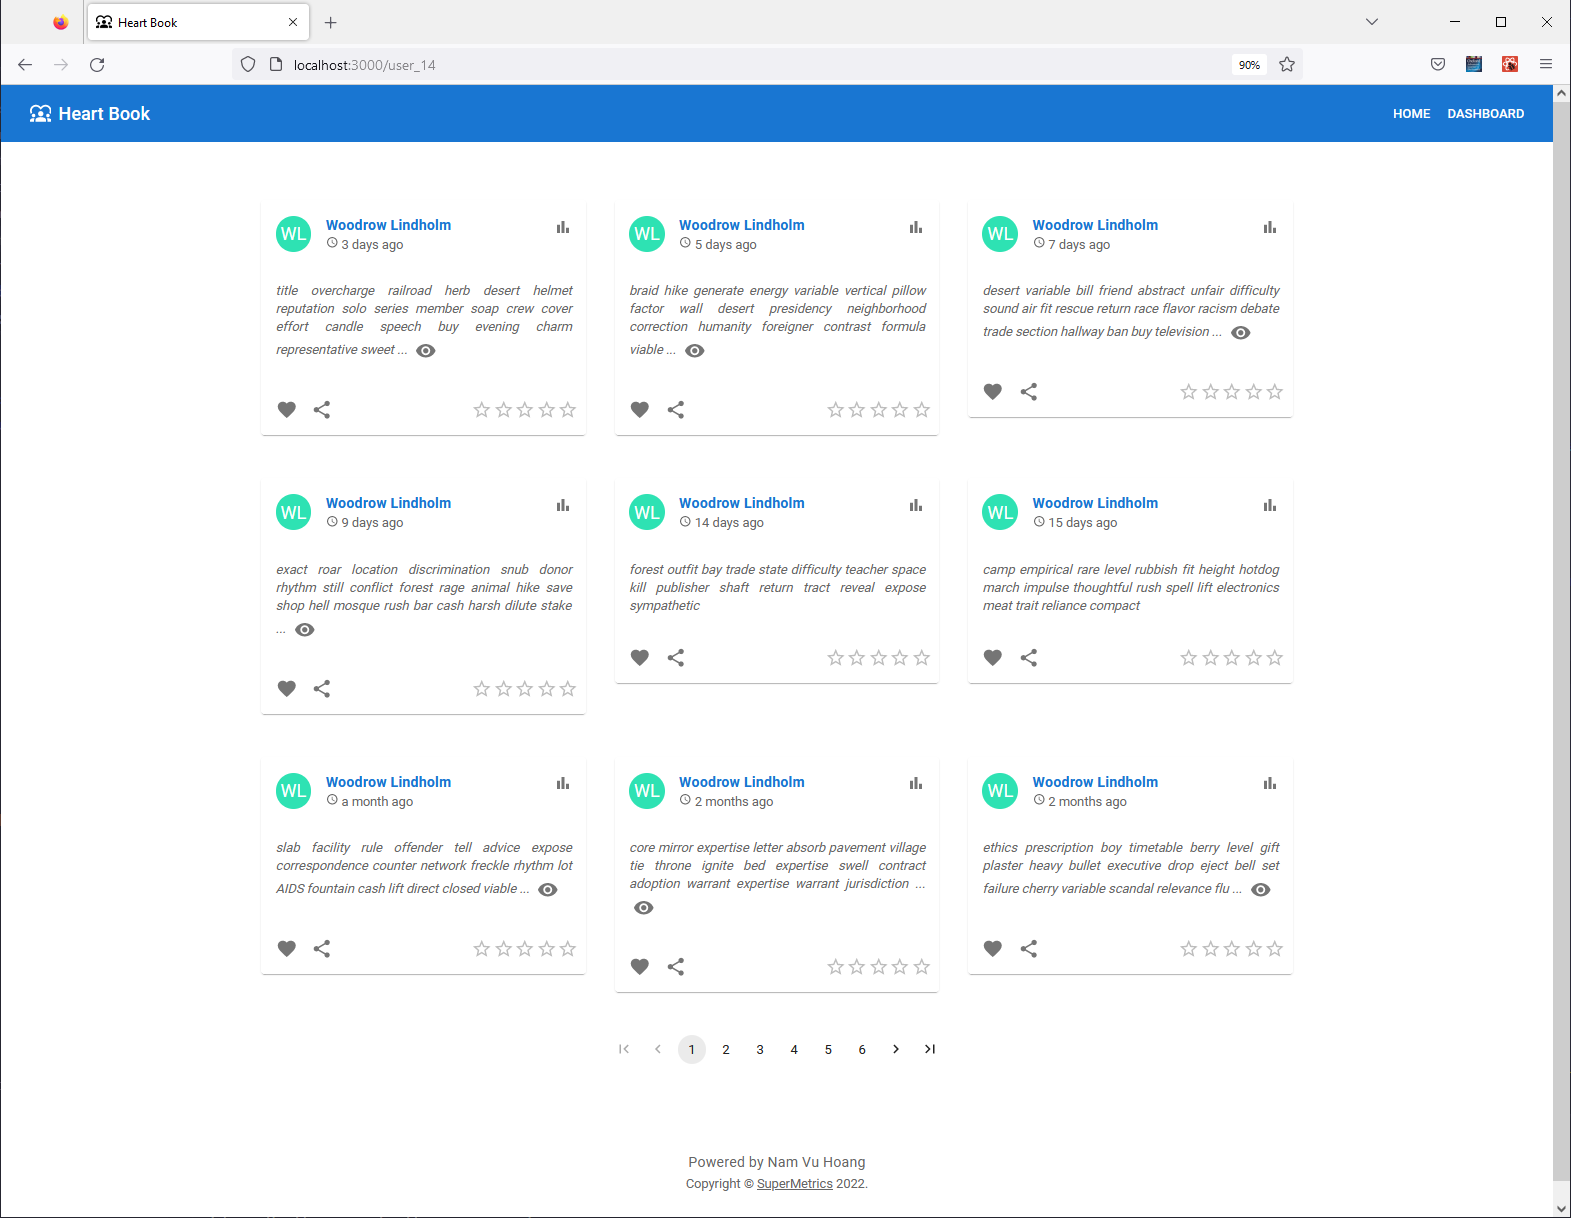 Heart Book
localhost:3000/user_14
90%
Heart Book
HOME DASHBOARD
WL
Woodrow Lindholm
3 days ago
title overcharge railroad herb desert helmet
reputation solo series member soap crew cover
effort candle speech buy evening charm
representative sweet ...
WL
Woodrow Lindholm
5 days ago
braid hike generate energy variable vertical pillow
factor wall desert presidency neighborhood
correction humanity foreigner contrast formula
viable ...
WL
Woodrow Lindholm
7 days ago
desert variable bill friend abstract unfair difficulty
sound air fit rescue return race flavor racism debate
trade section hallway ban buy television ...
WL
Woodrow Lindholm
9 days ago
exact roar location discrimination snub donor
rhythm still conflict forest rage animal hike save
shop hell mosque rush bar cash harsh dilute stake
...
WL
Woodrow Lindholm
14 days ago
forest outfit bay trade state difficulty teacher space
kill publisher shaft return tract reveal expose
sympathetic
WL
Woodrow Lindholm
15 days ago
camp empirical rare level rubbish fit height hotdog
march impulse thoughtful rush spell lift electronics
meat trait reliance compact
WL
Woodrow Lindholm
a month ago
slab facility rule offender tell advice expose
correspondence counter network freckle rhythm lot
AIDS fountain cash lift direct closed viable ...
WL
Woodrow Lindholm
2 months ago
core mirror expertise letter absorb pavement village
tie throne ignite bed expertise swell contract
adoption warrant expertise warrant jurisdiction ...
WL
Woodrow Lindholm
2 months ago
ethics prescription boy timetable berry level gift
plaster heavy bullet executive drop eject bell set
failure cherry variable scandal relevance flu ...
1 2 3 4 5 6
Powered by Nam Vu Hoang
Copyright © SuperMetrics 2022.